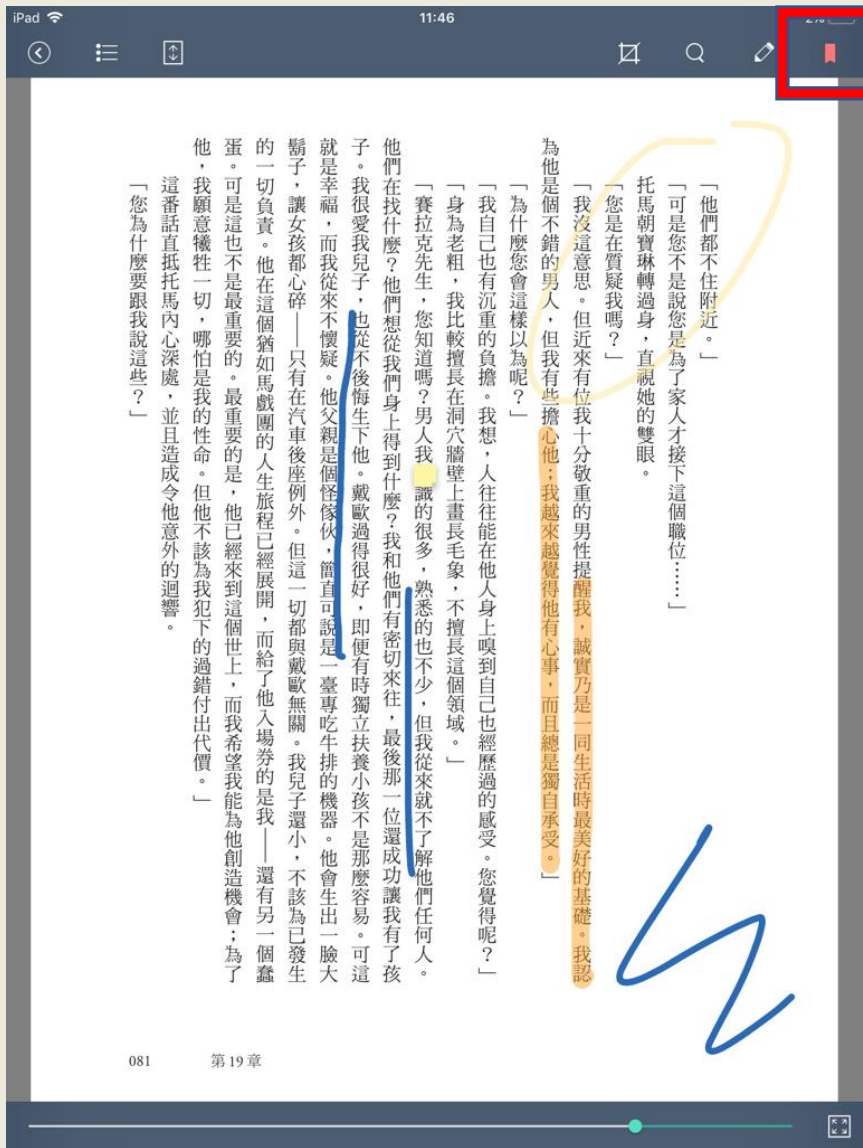 iPad
11:46
「他們都不住附近。」
「可是您不是說您是為了家人才接下這個職位……」
托馬朝寶琳轉過身，直視她的雙眼。
「您是在質疑我嗎？」
「我沒這意思。但近來有位我十分敬重的男性提醒我，誠實乃是一同生活時最美好的基礎。我認
為他是個不錯的男人，但我有些擔心他；我越來越覺得他有心事，而且總是獨自承受。」
「為什麼您會這樣以為呢？」
「我自己也有沉重的負擔。我想，人往往能在他人身上嗅到自己也經歷過的感受。您覺得呢？」
「身為老粗，我比較擅長在洞穴牆壁上畫長毛象，不擅長這個領域。」
「賽拉克先生，您知道嗎？男人我識的很多，熟悉的也不少，但我從來就不了解他們任何人。
他們在找什麼？他們想從我們身上得到什麼？我和他們有密切來往，最後那一位還成功讓我有了孩
子。我很愛我兒子，也從不後悔生下他。戴歐過得很好，即便有時獨立扶養小孩不是那麼容易。可這
就是幸福，而我從來不懷疑。他父親是個怪傢伙，簡直可說是一臺專吃牛排的機器。他會生出一臉大
鬍子，讓女孩都心碎——只有在汽車後座例外。但這一切都與戴歐無關。我兒子還小，不該為已發生
的一切負責。他在這個猶如馬戲團的人生旅程已經展開，而給了他入場券的是我——還有另一個蠢
蛋。可是這也不是最重要的。最重要的是，他已經來到這個世上，而我希望我能為他創造機會；為了
他，我願意犧牲一切，哪怕是我的性命。但他不該為我犯下的過錯付出代價。」
這番話直抵托馬內心深處，並且造成令他意外的迴響。
「您為什麼要跟我說這些？」
081 第19章